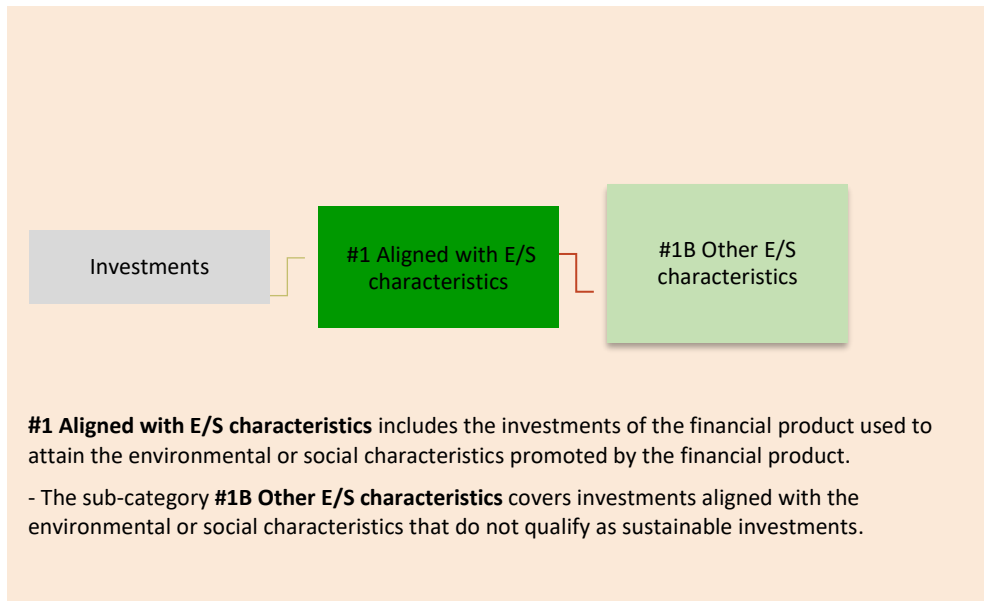 Investments
#1 Aligned with E/S
characteristics
#1B Other E/S
characteristics
#1 Aligned with E/S characteristics includes the investments of the financial product used to
attain the environmental or social characteristics promoted by the financial product.
- The sub-category #1B Other E/S characteristics covers investments aligned with the
environmental or social characteristics that do not qualify as sustainable investments.